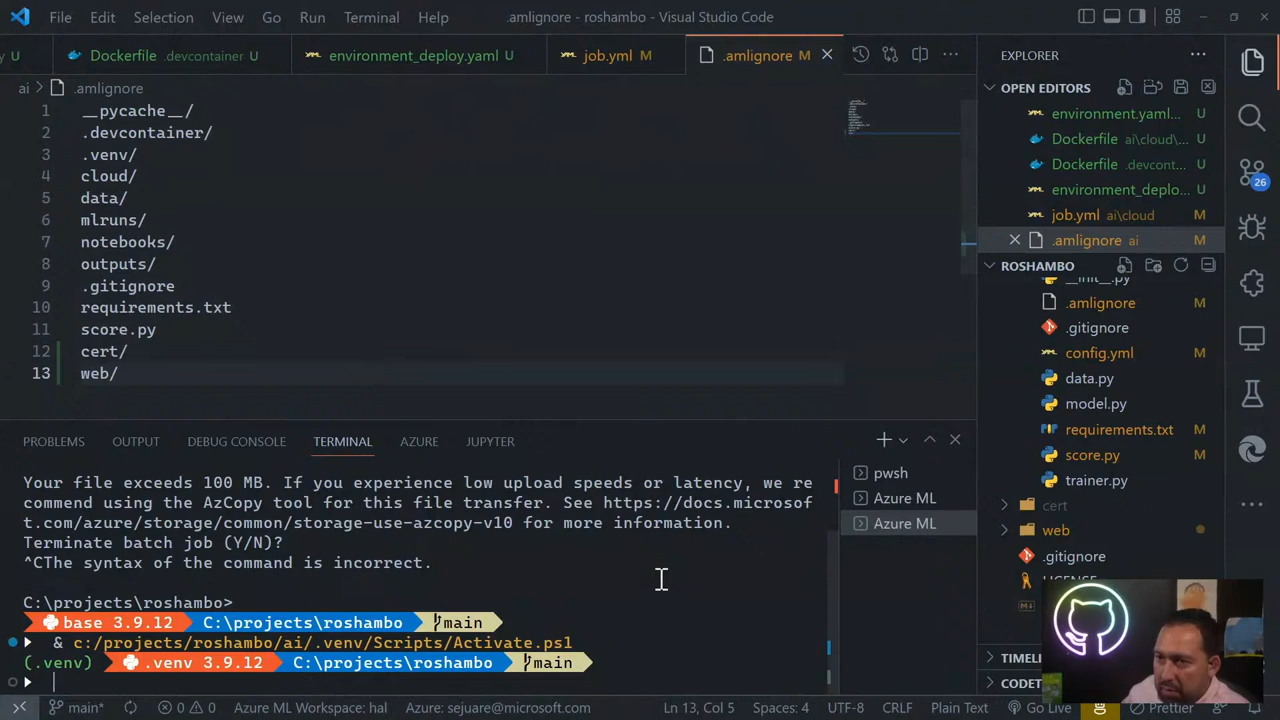 File Edit Selection View Go Run Terminal Help
.amlignore - roshambo - Visual Studio Code
Dockerfile .devcontainer U
environment_deploy.yaml U
job.yml M
.amlignore M
ai > .amlignore
1 __pycache__/
2 .devcontainer/
3 .venv/
4 cloud/
5 data/
6 mlruns/
7 notebooks/
8 outputs/
9 .gitignore
10 requirements.txt
11 score.py
12 cert/
13 web/
PROBLEMS OUTPUT DEBUG CONSOLE TERMINAL AZURE JUPYTER
Your file exceeds 100 MB. If you experience low upload speeds or latency, we re
commend using the AzCopy tool for this file transfer. See https://docs.microsof
t.com/azure/storage/common/storage-use-azcopy-v10 for more information.
Terminate batch job (Y/N)?
^CThe syntax of the command is incorrect.
C:\projects\roshambo>
base 3.9.12 C:\projects\roshambo main
& c:/projects/roshambo/ai/.venv/Scripts/Activate.ps1
(.venv) .venv 3.9.12 C:\projects\roshambo main
pwsh
Azure ML
Azure ML
EXPLORER
OPEN EDITORS
environment.yaml... U
Dockerfile ai\cloud\... U
Dockerfile .devcont... U
environment_deplo... U
job.yml ai\cloud M
.amlignore ai M
ROSHAMBO
__init__.py
.amlignore M
.gitignore
config.yml M
data.py
model.py
requirements.txt M
score.py M
trainer.py
cert
web
.gitignore
LICENSE
TIMELI
CODET
26
main* 0 0 Azure ML Workspace: hal Azure: sejuare@microsoft.com Ln 13, Col 5 Spaces: 4 UTF-8 CRLF Plain Text Go Live Prettier